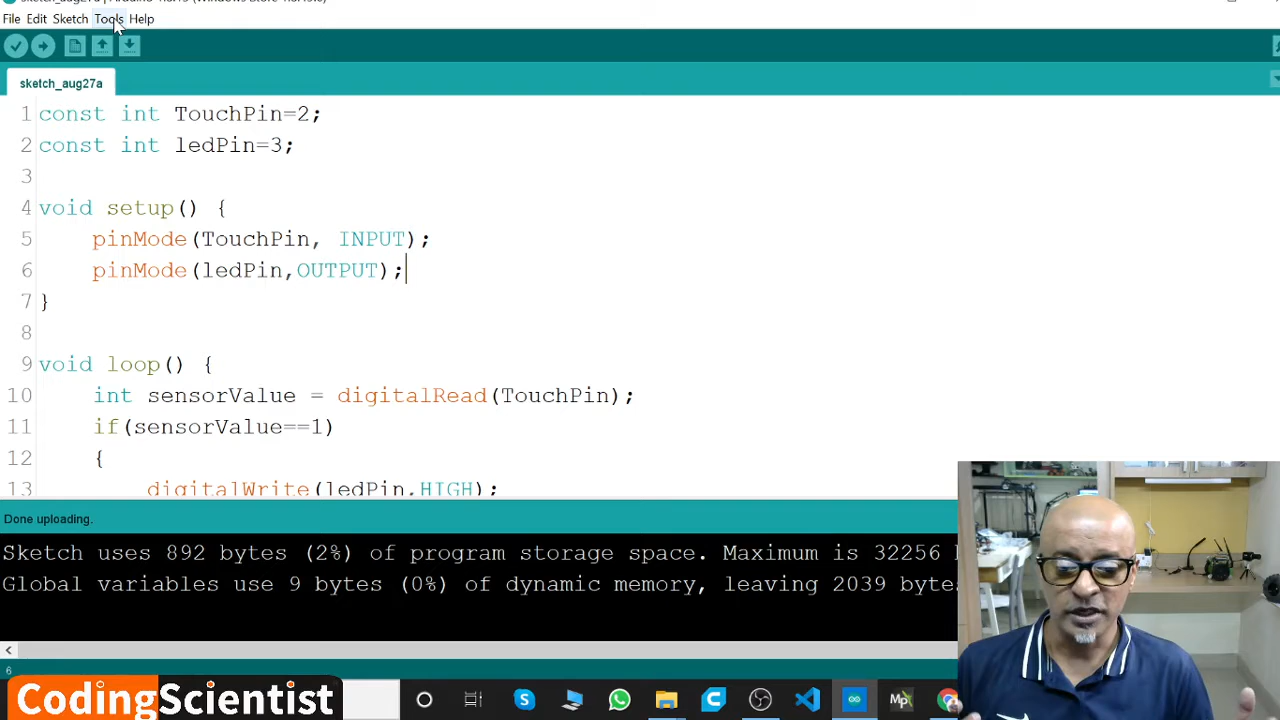 File Edit Sketch Tools Help
sketch_aug27a
1 const int TouchPin=2;
2 const int ledPin=3;
3
4 void setup() {
5 pinMode(TouchPin, INPUT);
6 pinMode(ledPin,OUTPUT);
7 }
8
9 void loop() {
10 int sensorValue = digitalRead(TouchPin);
11 if(sensorValue==1)
12 {
13 digitalWrite(ledPin,HIGH);
Done uploading.
Sketch uses 892 bytes (2%) of program storage space. Maximum is 32256
Global variables use 9 bytes (0%) of dynamic memory, leaving 2039 bytes
6
CodingScientist